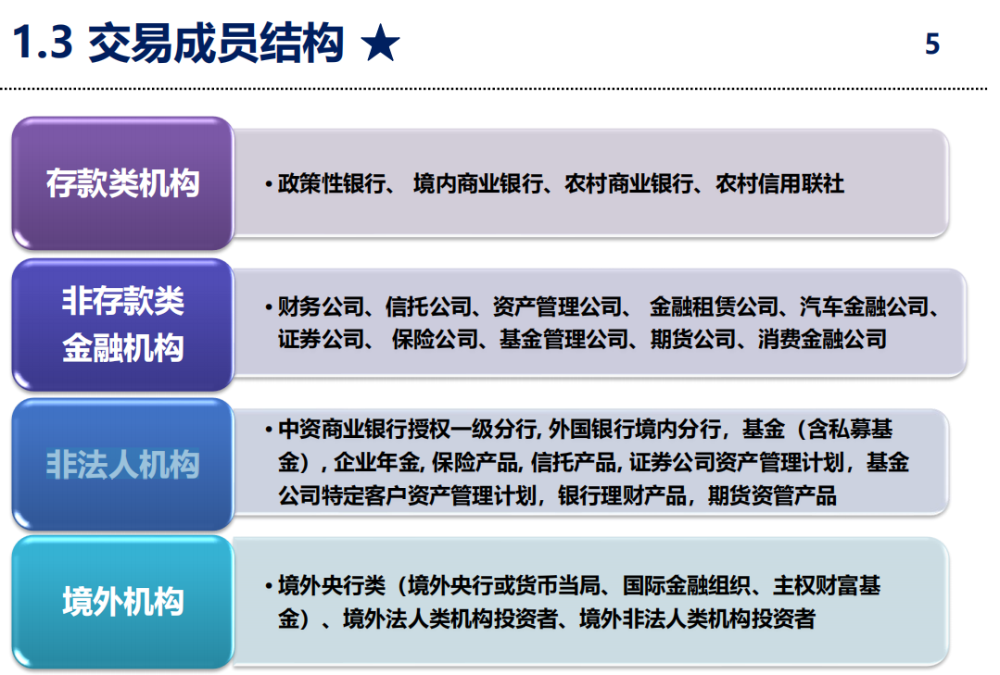 1.3 交易成员结构 ★
5
存款类机构
•政策性银行、 境内商业银行、农村商业银行、农村信用联社
非存款类
金融机构
•财务公司、信托公司、资产管理公司、 金融租赁公司、汽车金融公司、
证券公司、 保险公司、基金管理公司、期货公司、消费金融公司
非法人机构
•中资商业银行授权一级分行, 外国银行境内分行，基金（含私募基
金）, 企业年金, 保险产品, 信托产品, 证券公司资产管理计划，基金
公司特定客户资产管理计划，银行理财产品，期货资管产品
境外机构
•境外央行类（境外央行或货币当局、国际金融组织、主权财富基
金）、境外法人类机构投资者、境外非法人类机构投资者